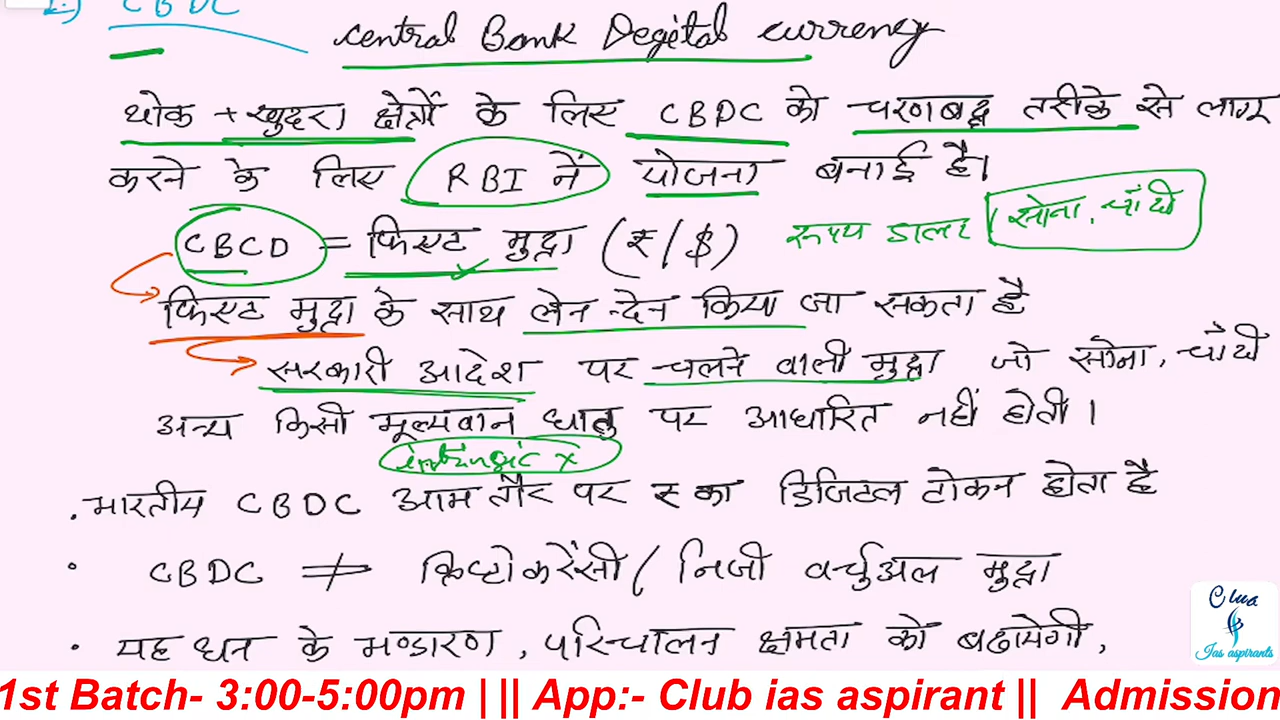 2.) CBDC
central Bank Degital currency
थोक + खुदरा क्षेत्रों के लिए CBDC को चरणबद्ध तरीके से लागू
करने के लिए RBI नें योजना बनाई है।
CBCD = फिएट मुद्रा (₹/$) रूपय डालर / सोना, चाँदी
फिएट मुद्रा के साथ लेन-देन किया जा सकता है
सरकारी आदेश पर चलने वाली मुद्रा जो सोना, चाँदी
अन्य किसी मूल्यवान धातु पर आधारित नहीं होती।
intrinsic x
. भारतीय CBDC आम तौर पर ₹ का डिजिटल टोकन होता है
• CBDC ≠ क्रिप्टोकरेंसी / निजी वर्चुअल मुद्रा
• यह धन के भण्डारण, परिचालन क्षमता को बढायेगी,
Club
Ias aspirants
1st Batch- 3:00-5:00pm | || App:- Club ias aspirant || Admission